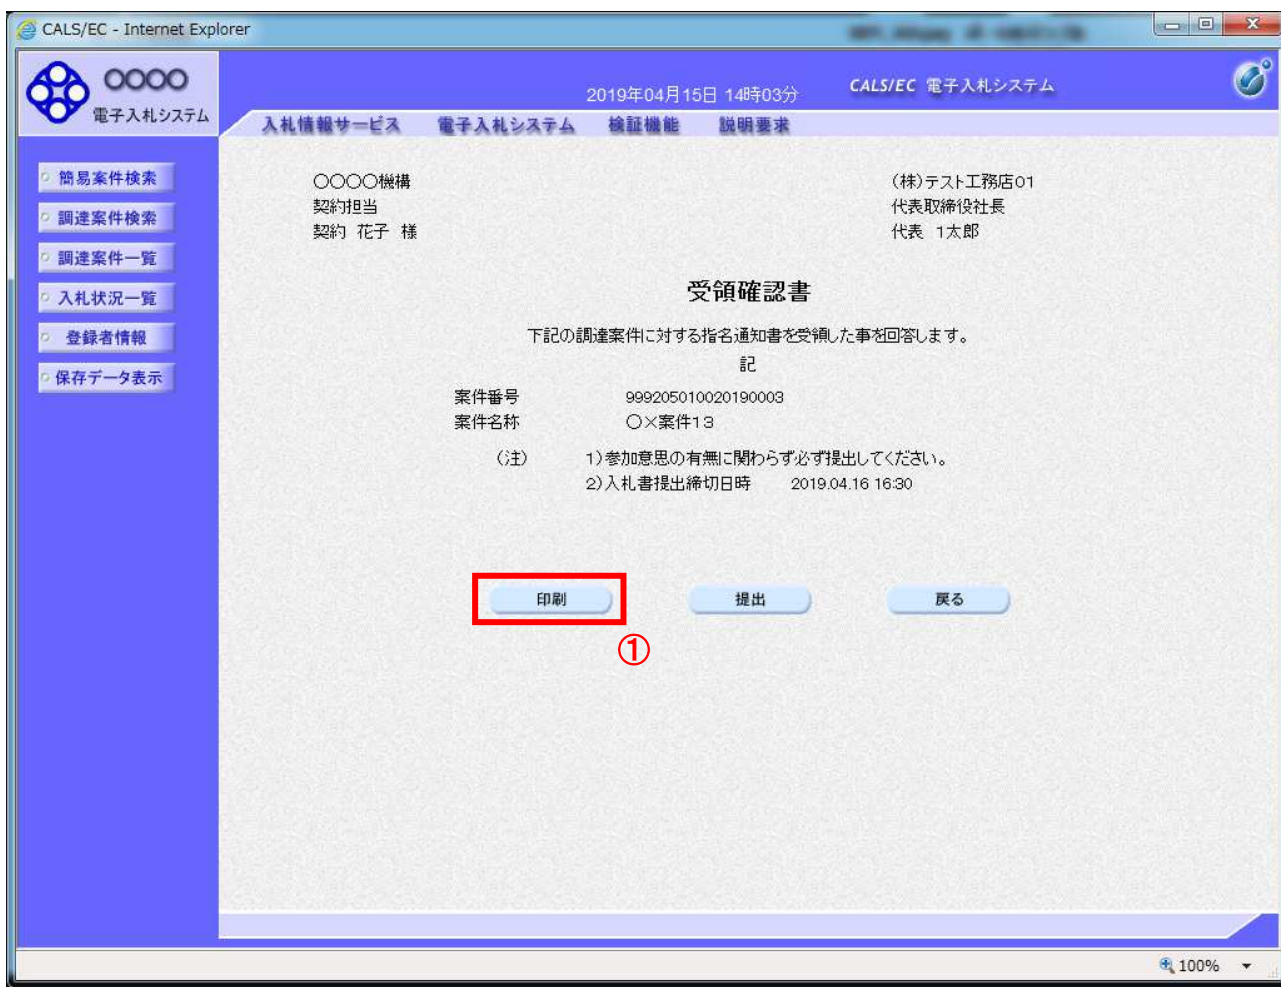 CALS/EC - Internet Explorer
〇〇〇〇
電子入札システム
2019年04月15日 14時03分
CALS/EC 電子入札システム
入札情報サービス 電子入札システム 検証機能 説明要求
簡易案件検索
調達案件検索
調達案件一覧
入札状況一覧
登録者情報
保存データ表示
〇〇〇〇機構
契約担当
契約 花子 様
(株)テスト工務店01
代表取締役社長
代表 1太郎
受領確認書
下記の調達案件に対する指名通知書を受領した事を回答します。
記
案件番号 999205010020190003
案件名称 〇×案件13
(注) 1)参加意思の有無に関わらず必ず提出してください。
2)入札書提出締切日時 2019.04.16 16:30
印刷 提出 戻る
①
100%